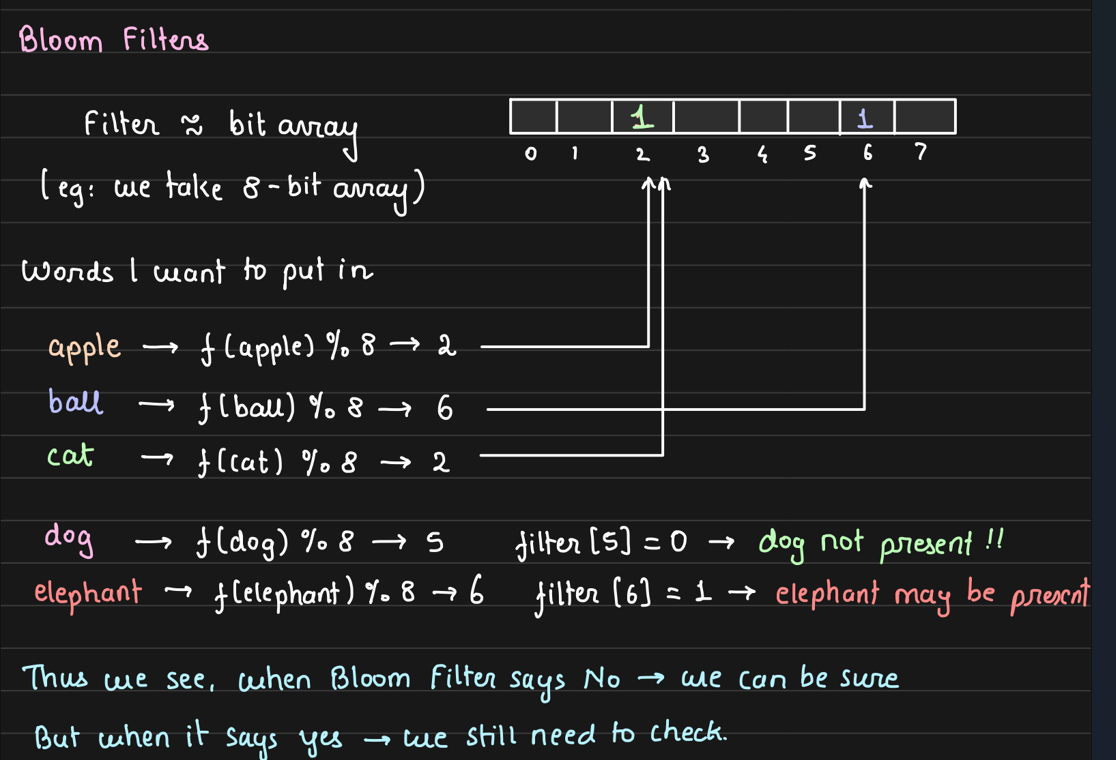 Bloom Filters
Filter ≈ bit array
1 1
0 1 2 3 4 5 6 7
(eg: we take 8-bit array)
Words I want to put in
apple → f(apple) % 8 → 2
ball → f(ball) % 8 → 6
cat → f(cat) % 8 → 2
dog → f(dog) % 8 → 5 filter [5] = 0 → dog not present !!
elephant → f(elephant) % 8 → 6 filter [6] = 1 → elephant may be present
Thus we see, when Bloom Filter says No → we can be sure
But when it says yes → we still need to check.